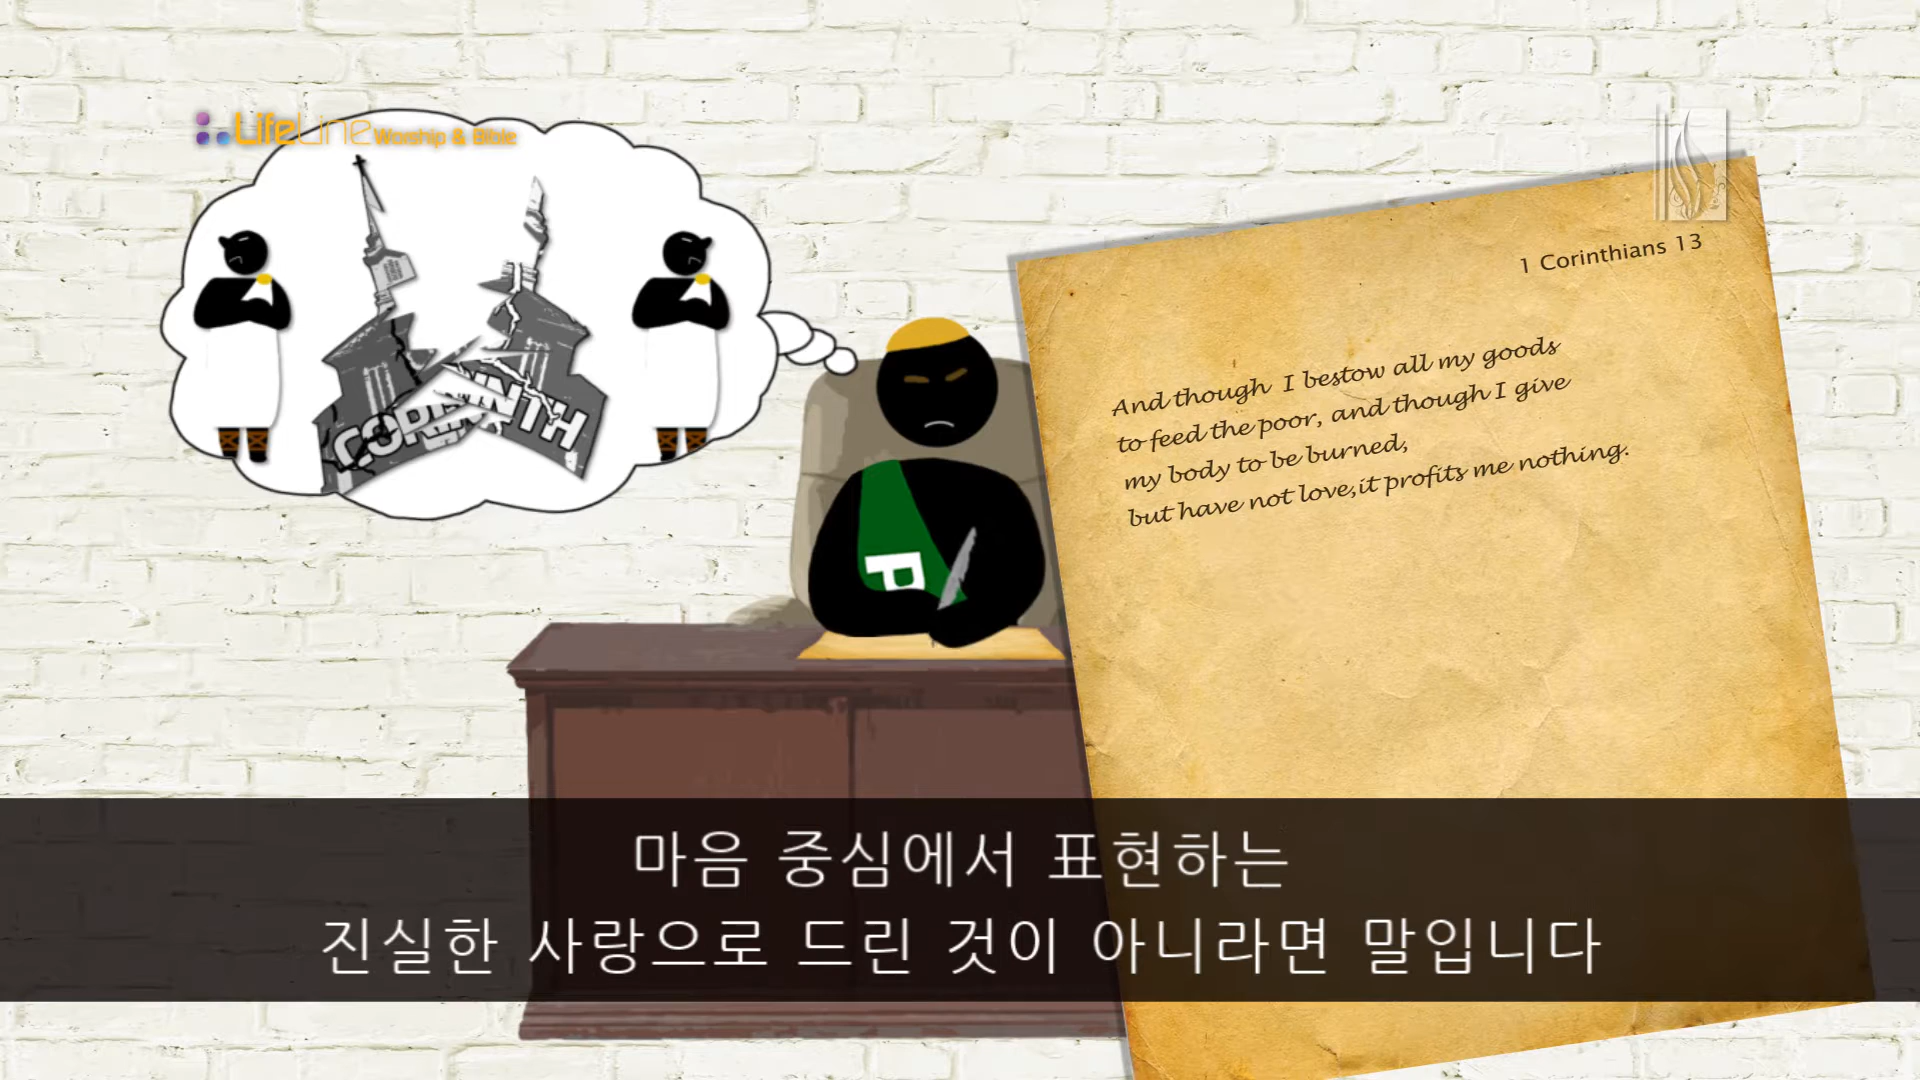 LifeLine Worship & Bible
CORINNTH
P
1 Corinthians 13
And though I bestow all my goods
to feed the poor, and though I give
my body to be burned,
but have not love,it profits me nothing.
마음 중심에서 표현하는
진실한 사랑으로 드린 것이 아니라면 말입니다